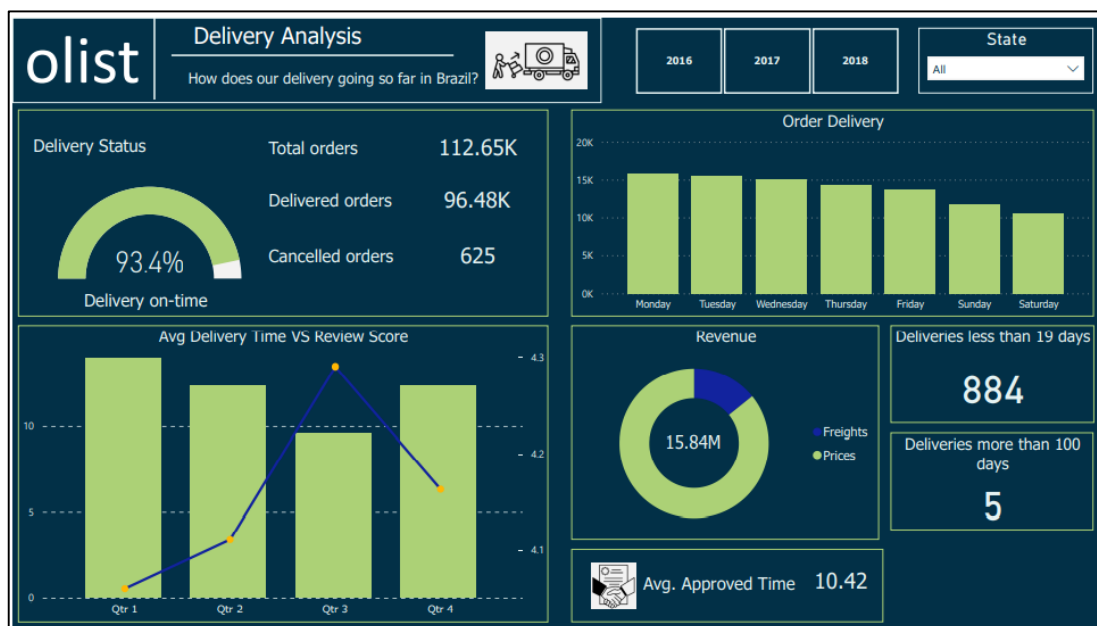 olist
Delivery Analysis
How does our delivery going so far in Brazil?
2016
2017
2018
State
All
Delivery Status
93.4%
Delivery on-time
Total orders
112.65K
Delivered orders
96.48K
Cancelled orders
625
Order Delivery
20K
15K
10K
5K
0K
Monday
Tuesday
Wednesday
Thursday
Friday
Sunday
Saturday
Avg Delivery Time VS Review Score
10
5
0
4.3
4.2
4.1
Qtr 1
Qtr 2
Qtr 3
Qtr 4
Revenue
15.84M
Freights
Prices
Deliveries less than 19 days
884
Deliveries more than 100
days
5
Avg. Approved Time
10.42